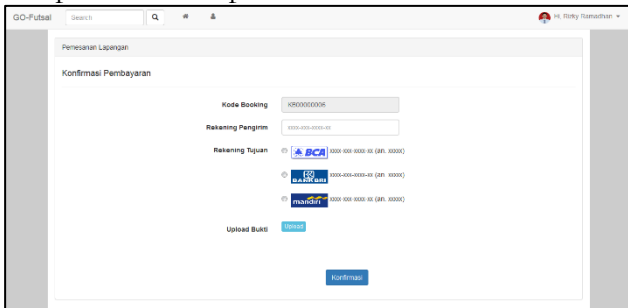 GO-Futsal Search Hi, Rizky Ramadhan
Pemesanan Lapangan
Konfirmasi Pembayaran
Kode Booking KB00000006
Rekening Pengirim xxxx-xxx-xxxx-xx
Rekening Tujuan BCA xxxx-xxx-xxxx-xx (an. xxxxx)
BANK BRI xxxx-xxx-xxxx-xx (an. xxxxx)
mandiri xxxx-xxx-xxxx-xx (an. xxxxx)
Upload Bukti Upload
Konfirmasi